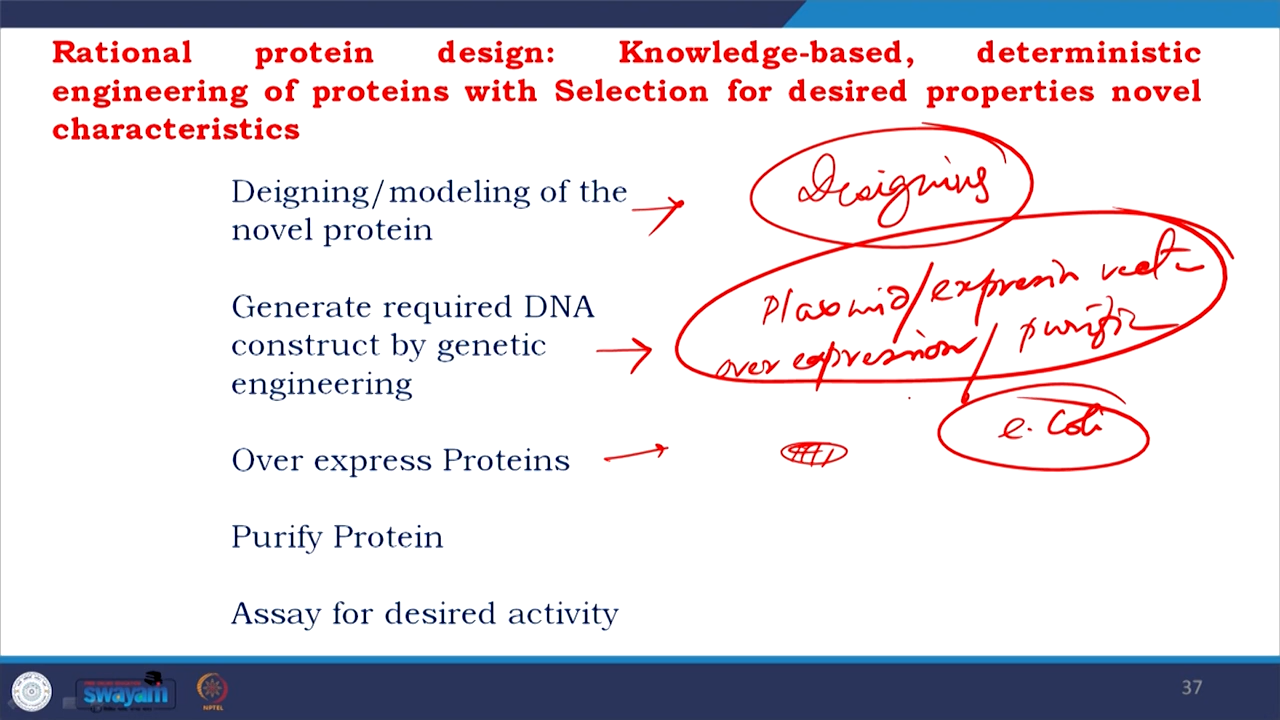 Rational protein design: Knowledge-based, deterministic
engineering of proteins with Selection for desired properties novel
characteristics
Deigning/modeling of the
novel protein
Designing
Generate required DNA
construct by genetic
engineering
Plasmid/expression
over expression/
e. Coli
Over express Proteins
Purify Protein
Assay for desired activity
swayam
NPTEL
37